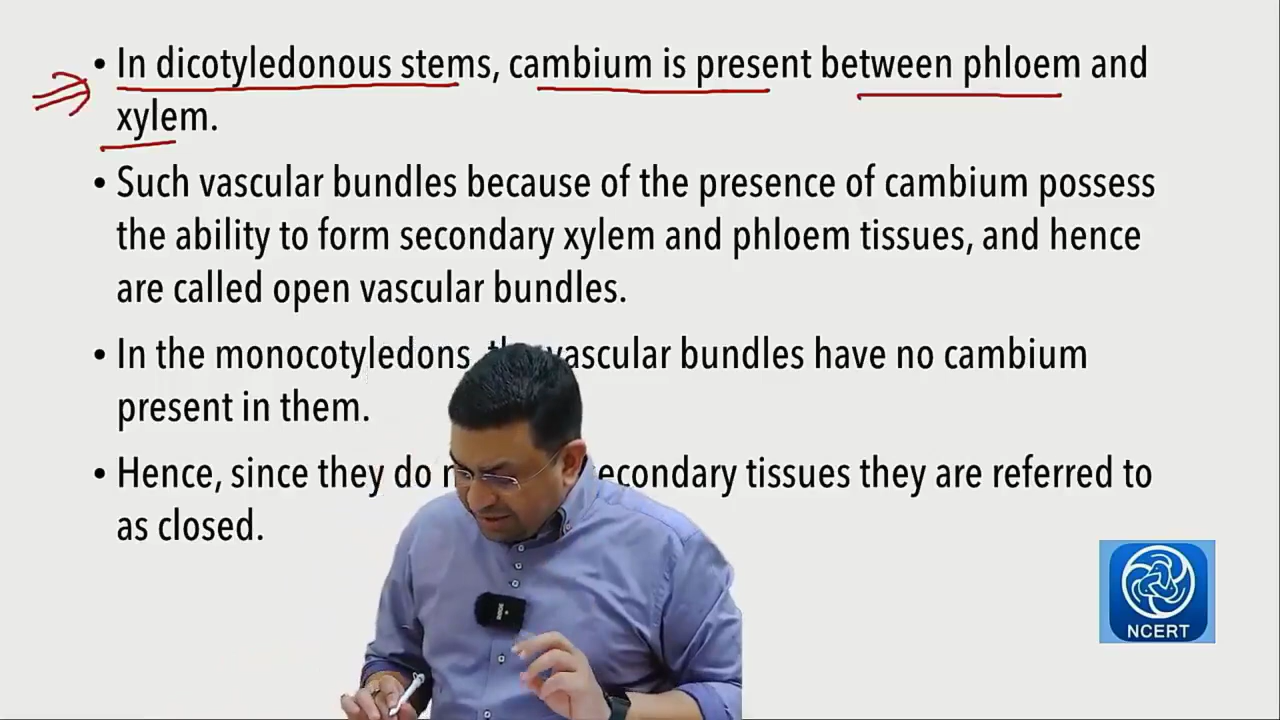 • In dicotyledonous stems, cambium is present between phloem and
xylem.
• Such vascular bundles because of the presence of cambium possess
the ability to form secondary xylem and phloem tissues, and hence
are called open vascular bundles.
• In the monocotyledons, vascular bundles have no cambium
present in them.
• Hence, since they do secondary tissues they are referred to
as closed.
NCERT